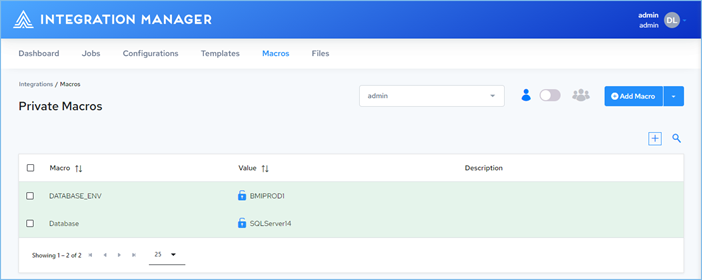 INTEGRATION MANAGER
admin
admin
DL
Dashboard Jobs Configurations Templates Macros Files
Integrations / Macros
Private Macros
admin
Add Macro
Macro Value Description
DATABASE_ENV BM1PROD1
Database SQLServer14
Showing 1 – 2 of 2 25